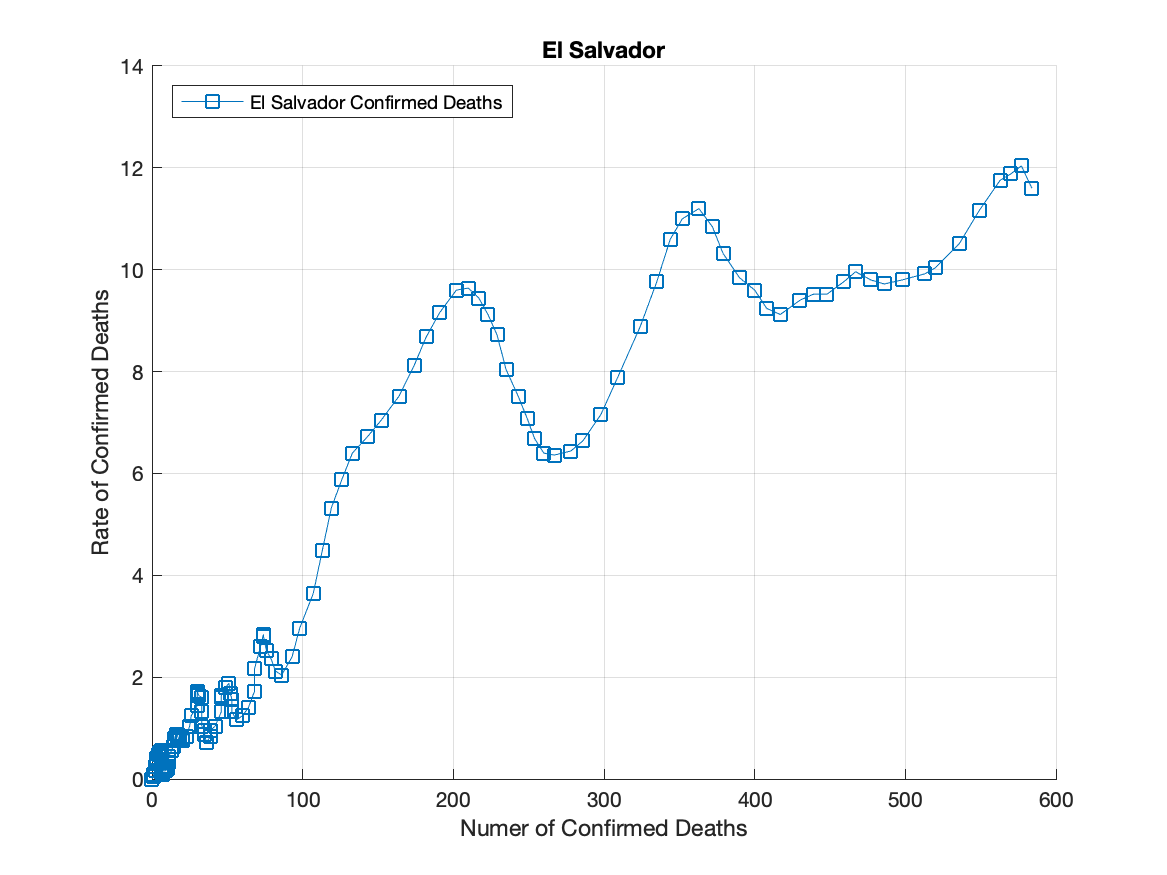 El Salvador
El Salvador Confirmed Deaths
14
12
10
8
6
4
2
0
Rate of Confirmed Deaths
0 100 200 300 400 500 600
Numer of Confirmed Deaths